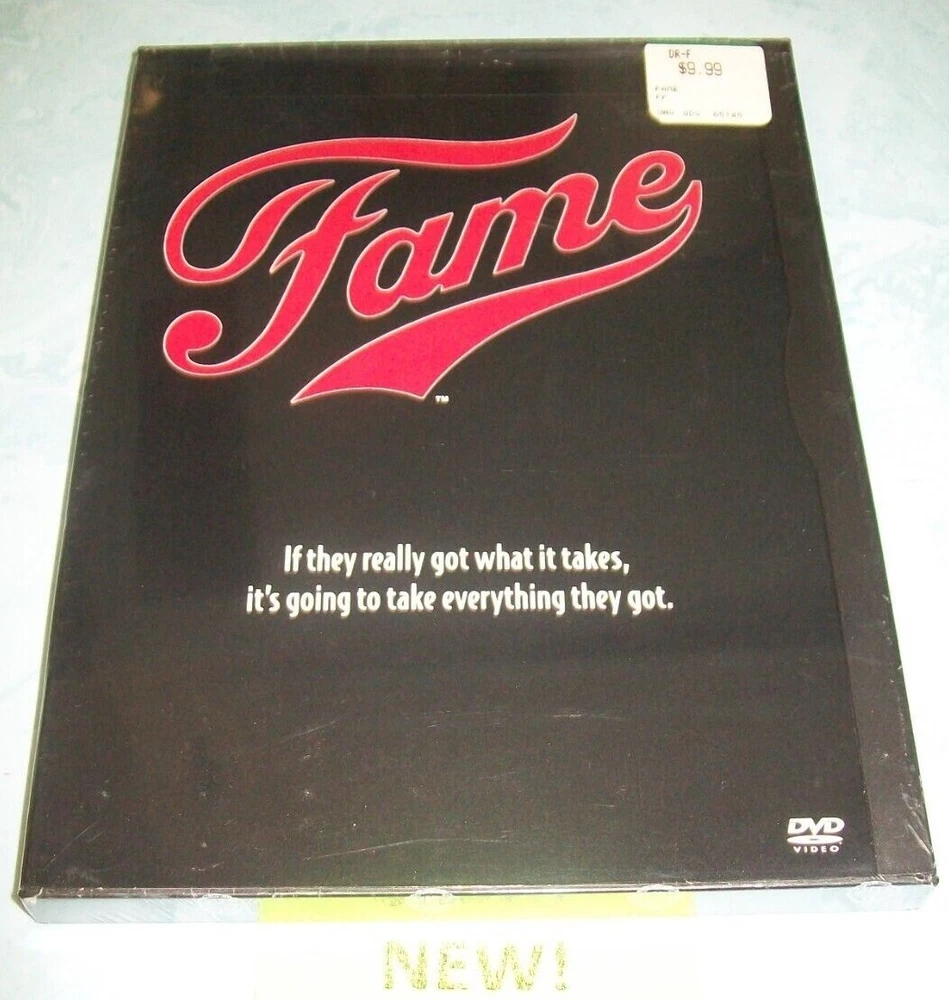 DR-F
$9.99
FAME
Fame
TM
If they really got what it takes,
it's going to take everything they got.
DVD
VIDEO
NEW!